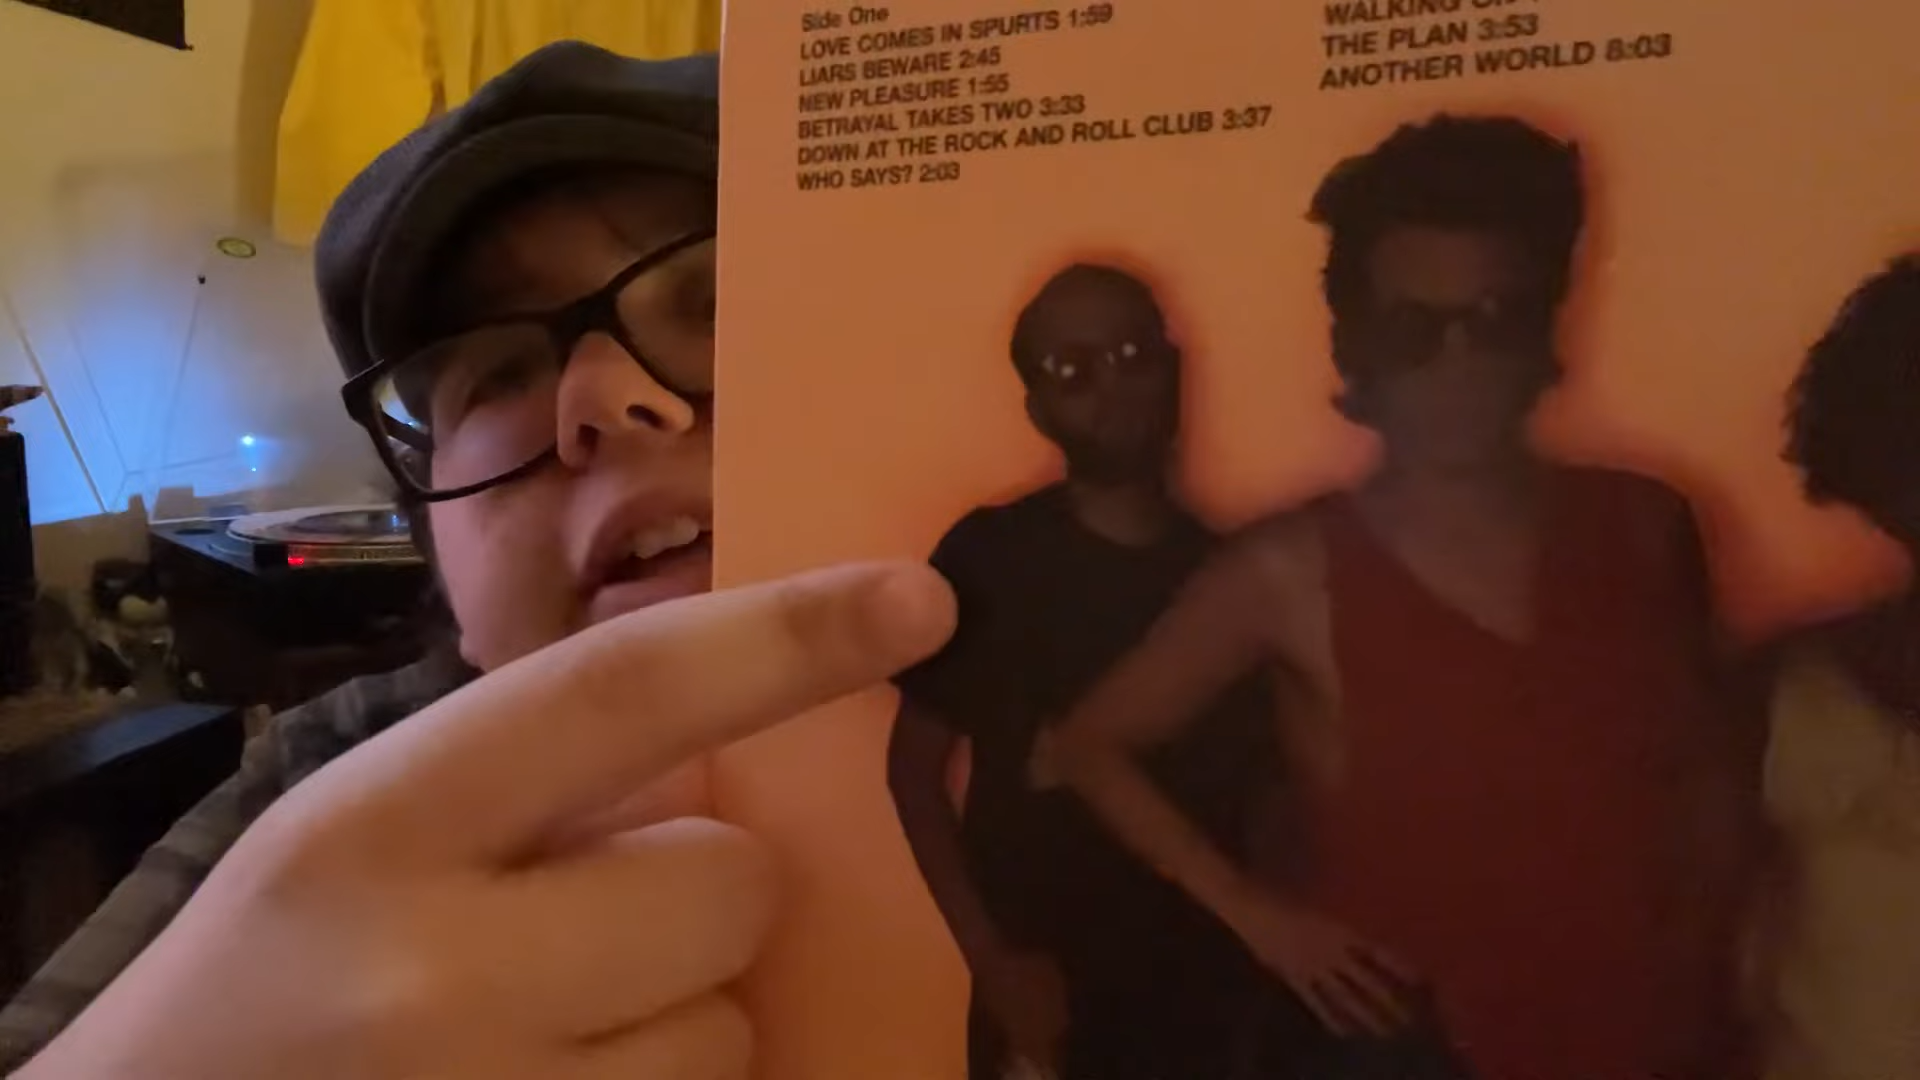 Side One
LOVE COMES IN SPURTS 1:59
LIARS BEWARE 2:45
NEW PLEASURE 1:55
BETRAYAL TAKES TWO 3:33
DOWN AT THE ROCK AND ROLL CLUB 3:37
WHO SAYS? 2:03
WALKING
THE PLAN 3:53
ANOTHER WORLD 8:03